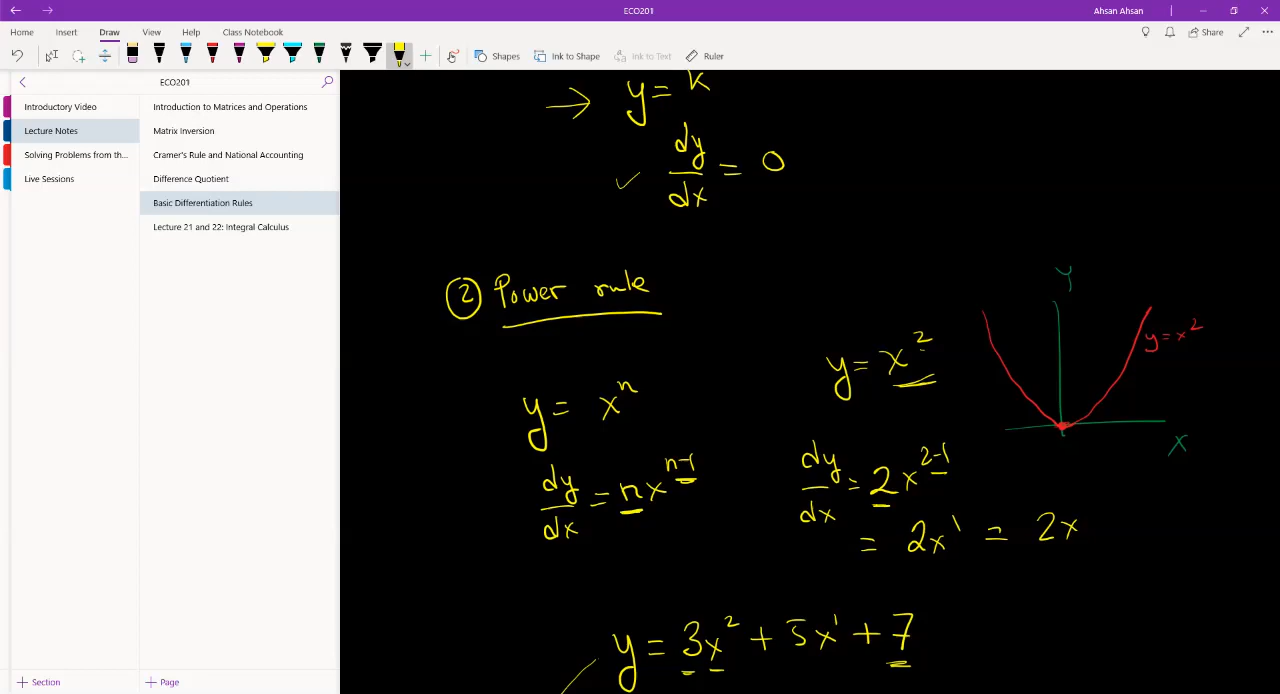 ECO201
Ahsan Ahsan
Home Insert Draw View Help Class Notebook
Share
Shapes Ink to Shape Ink to Text Ruler
ECO201
Introductory Video
Lecture Notes
Solving Problems from th...
Live Sessions
Introduction to Matrices and Operations
Matrix Inversion
Cramer's Rule and National Accounting
Difference Quotient
Basic Differentiation Rules
Lecture 21 and 22: Integral Calculus
+ Section
+ Page
→ y = k
✓ dy/dx = 0
② Power rule
y = xⁿ
dy/dx = nxⁿ⁻¹
y = x²
dy/dx = 2x²⁻¹
= 2x¹ = 2x
Y
y = x²
X
y = 3x² + 5x¹ + 7